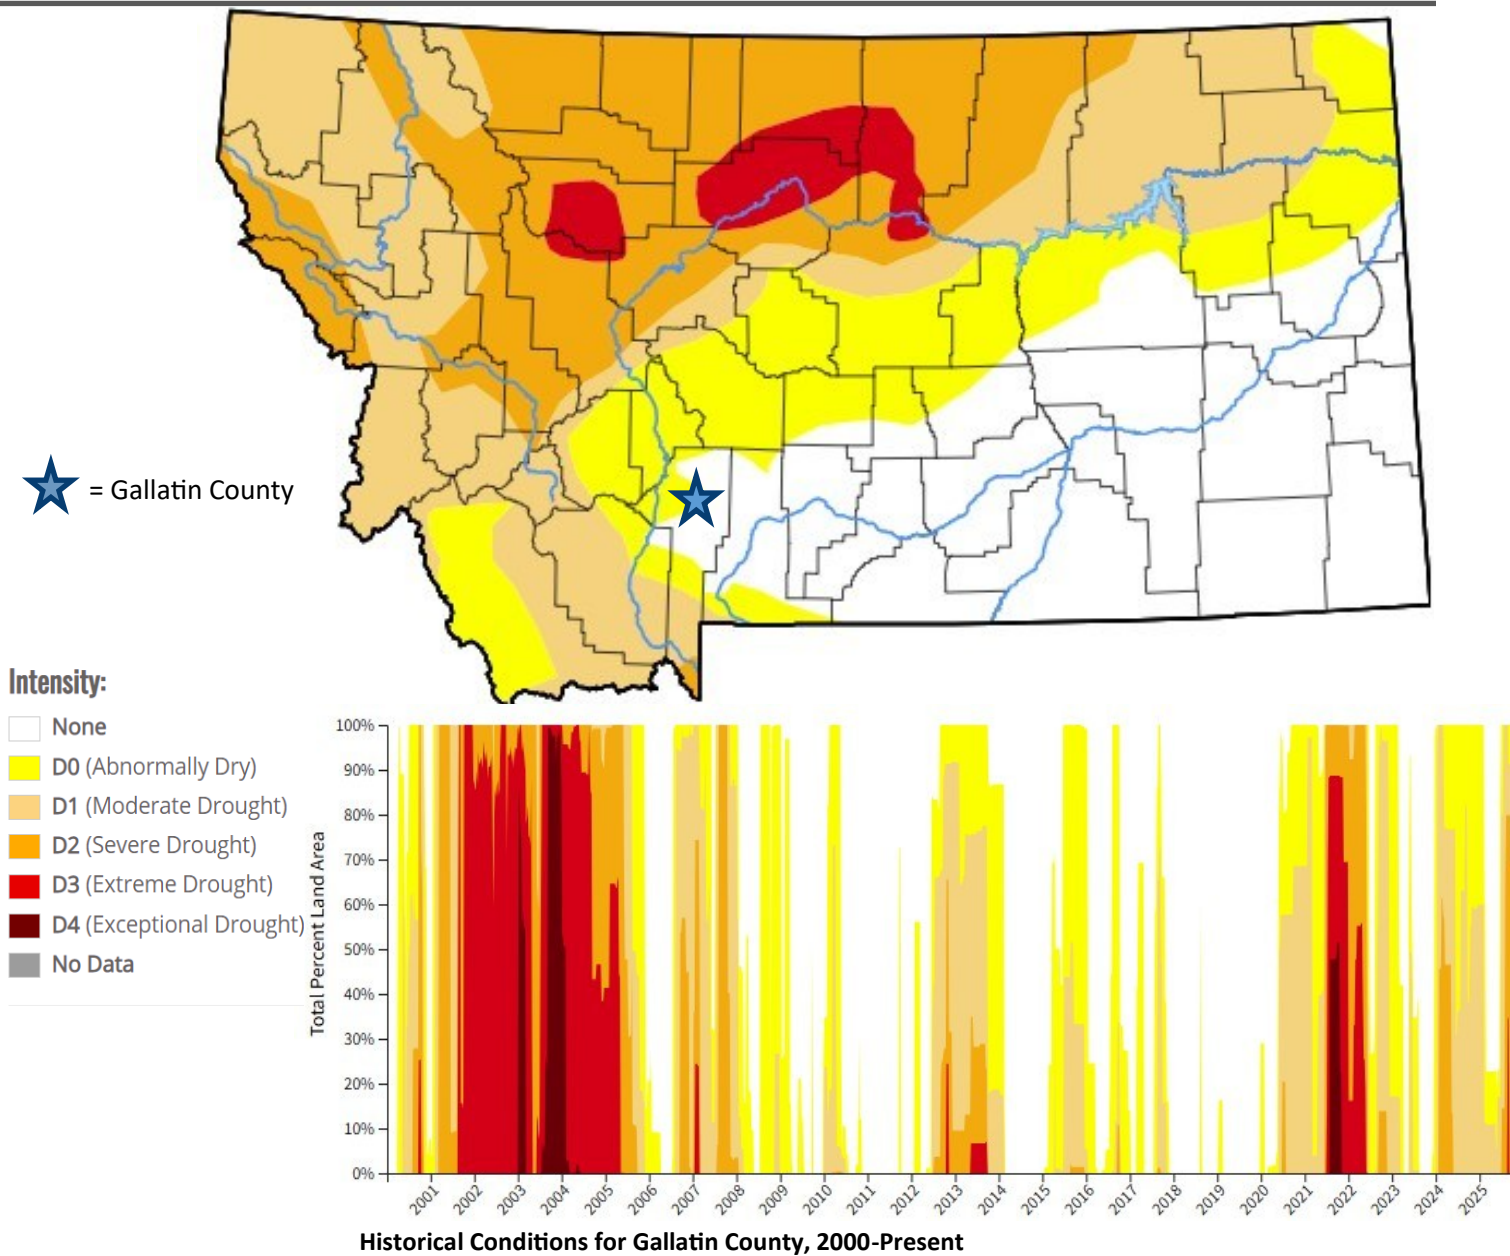 = Gallatin County
Intensity:
None
D0 (Abnormally Dry)
D1 (Moderate Drought)
D2 (Severe Drought)
D3 (Extreme Drought)
D4 (Exceptional Drought)
No Data
Total Percent Land Area
100%
90%
80%
70%
60%
50%
40%
30%
20%
10%
0%
2001 2002 2003 2004 2005 2006 2007 2008 2009 2010 2011 2012 2013 2014 2015 2016 2017 2018 2019 2020 2021 2022 2023 2024 2025
Historical Conditions for Gallatin County, 2000-Present